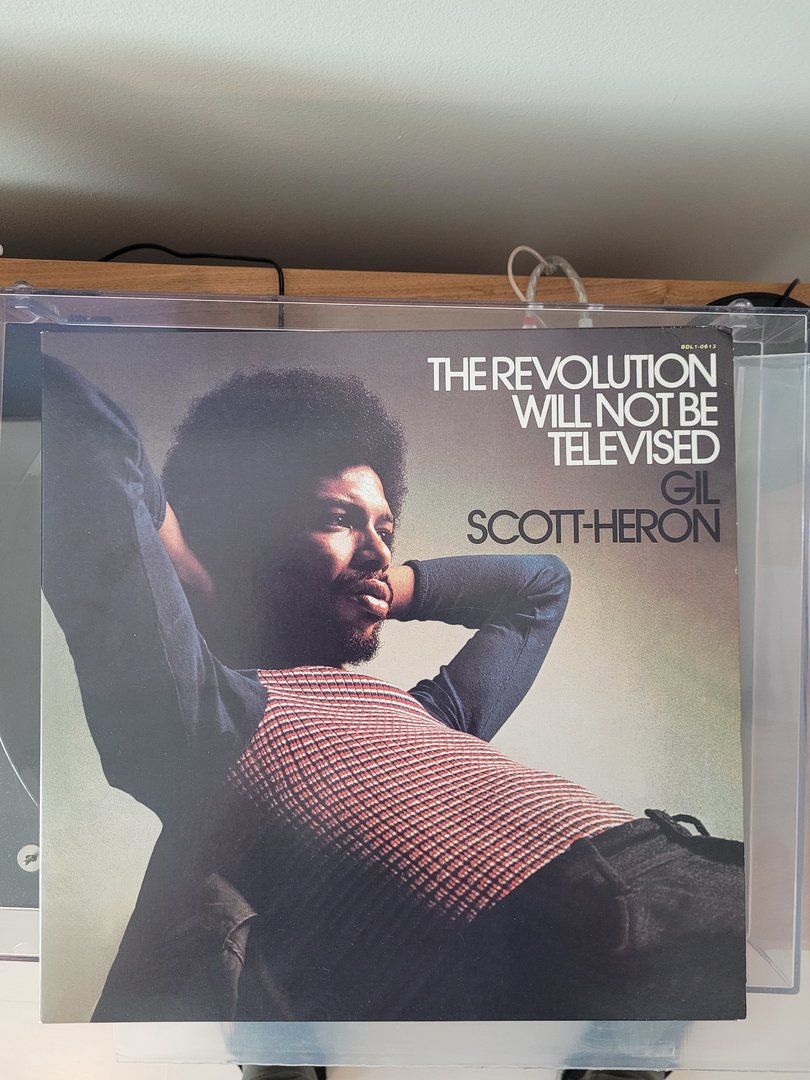 BDL1-0613
THE REVOLUTION
WILL NOT BE
TELEVISED
GIL
SCOTT-HERON